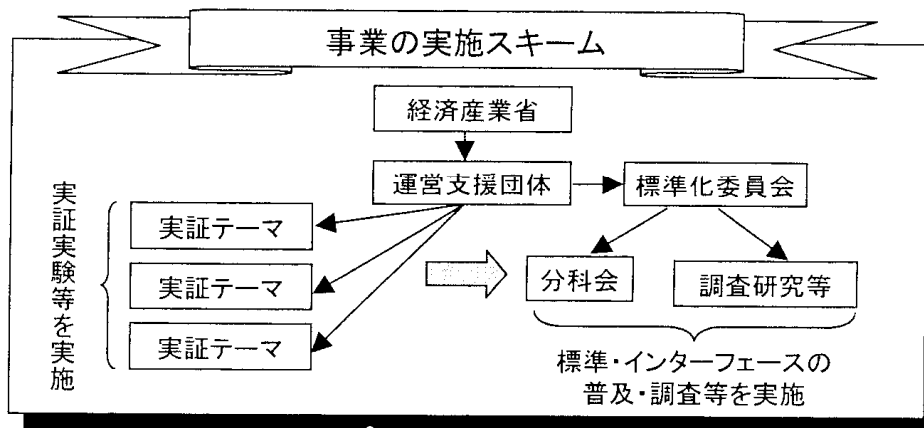 事業の実施スキーム
経済産業省
運営支援団体
標準化委員会
実証実験等を実施
実証テーマ
実証テーマ
実証テーマ
分科会
調査研究等
標準・インターフェースの
普及・調査等を実施